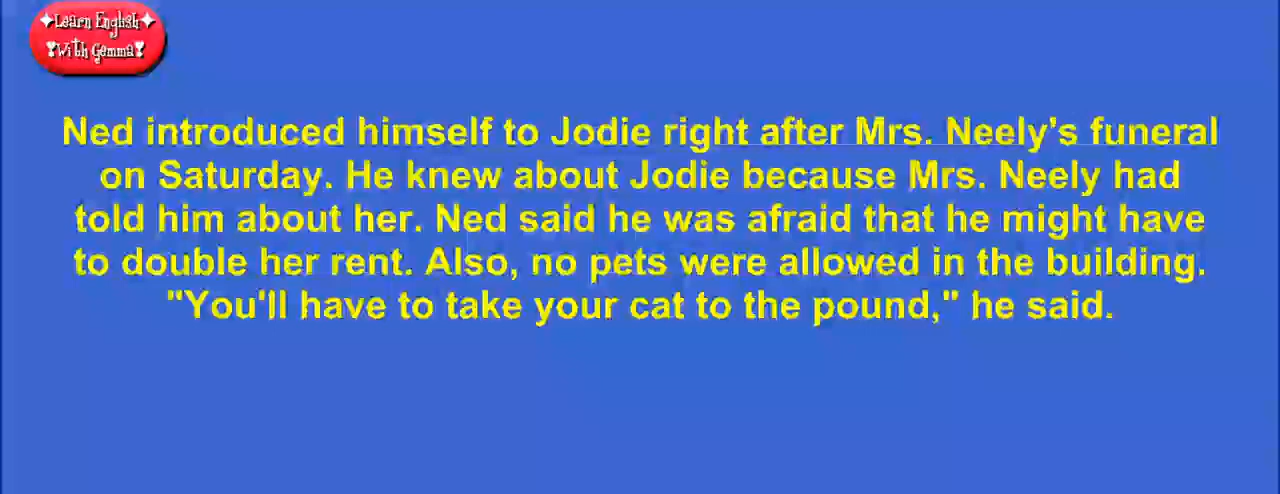 ✦Learn English✦
❣With Gemma❣
Ned introduced himself to Jodie right after Mrs. Neely's funeral
on Saturday. He knew about Jodie because Mrs. Neely had
told him about her. Ned said he was afraid that he might have
to double her rent. Also, no pets were allowed in the building.
"You'll have to take your cat to the pound," he said.